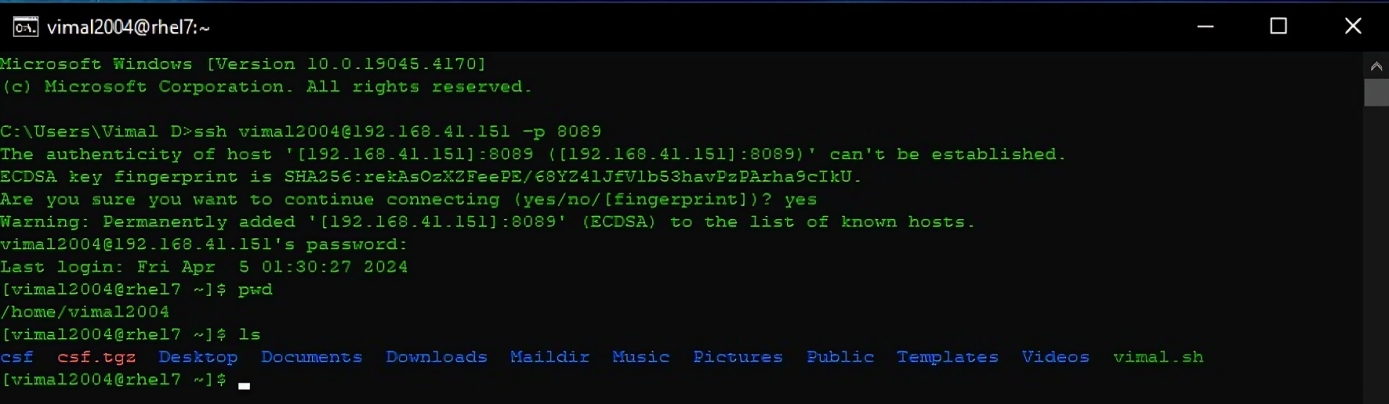 vimal2004@rhel7:~
Microsoft Windows [Version 10.0.19045.4170]
(c) Microsoft Corporation. All rights reserved.
C:\Users\Vimal D>ssh vimal2004@192.168.41.151 -p 8089
The authenticity of host '[192.168.41.151]:8089 ([192.168.41.151]:8089)' can't be established.
ECDSA key fingerprint is SHA256:rekAsOzXZFeePE/68YZ4lJfVlb53havPzPArha9cIkU.
Are you sure you want to continue connecting (yes/no/[fingerprint])? yes
Warning: Permanently added '[192.168.41.151]:8089' (ECDSA) to the list of known hosts.
vimal2004@192.168.41.151's password:
Last login: Fri Apr  5 01:30:27 2024
[vimal2004@rhel7 ~]$ pwd
/home/vimal2004
[vimal2004@rhel7 ~]$ ls
csf  csf.tgz  Desktop  Documents  Downloads  Maildir  Music  Pictures  Public  Templates  Videos  vimal.sh
[vimal2004@rhel7 ~]$